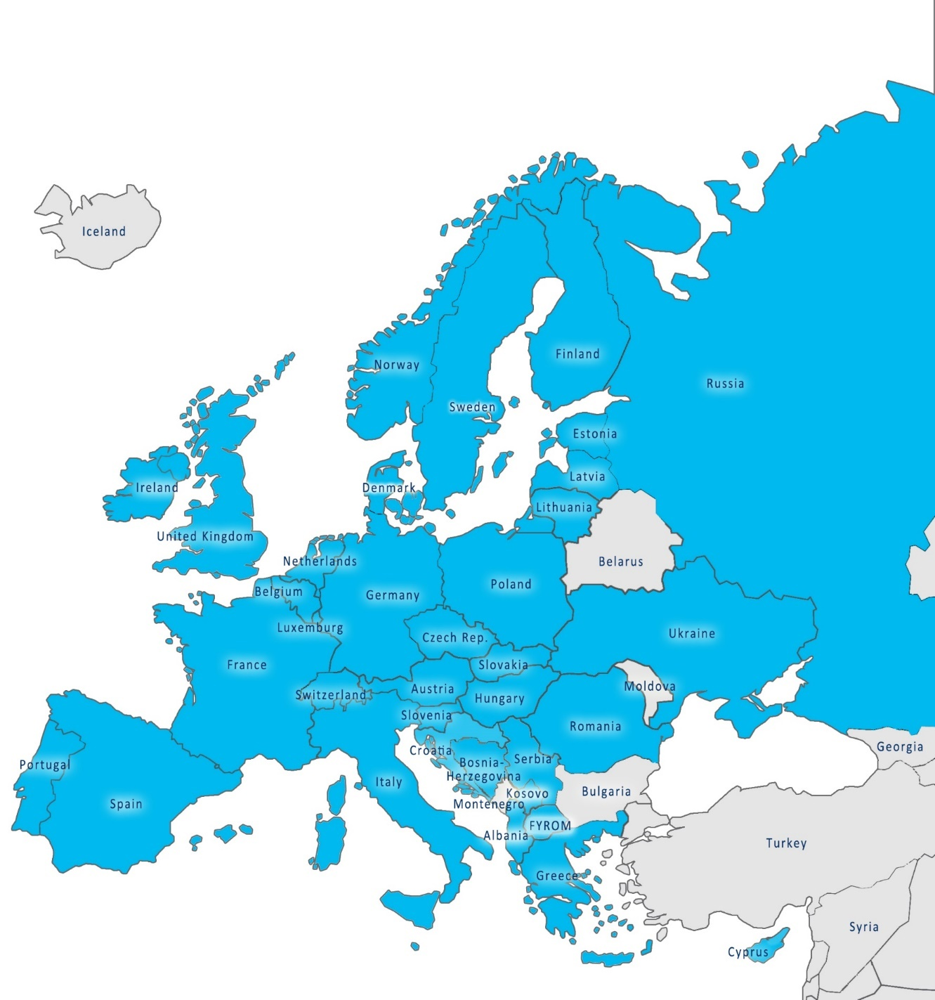 Iceland
Norway
Finland
Russia
Sweden
Estonia
Latvia
Ireland
Denmark
Lithuania
United Kingdom
Netherlands
Belarus
Belgium
Germany
Poland
Luxemburg
Czech Rep.
Ukraine
France
Slovakia
Switzerland
Austria
Hungary
Moldova
Slovenia
Romania
Croatia
Georgia
Portugal
Bosnia-
Herzegovina
Serbia
Italy
Spain
Montenegro
Kosovo
Bulgaria
Albania
FYROM
Turkey
Greece
Syria
Cyprus